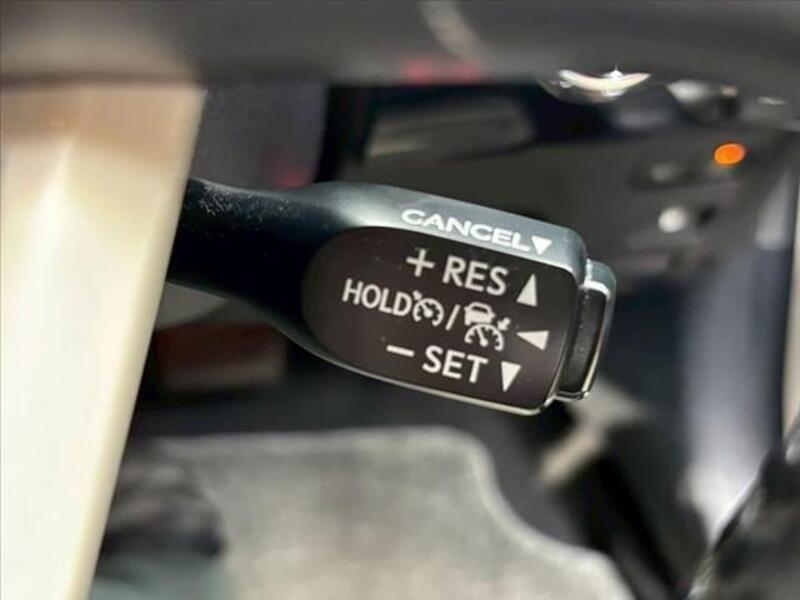 CANCEL▼
+ RES ▲
HOLD / ◀
− SET ▼